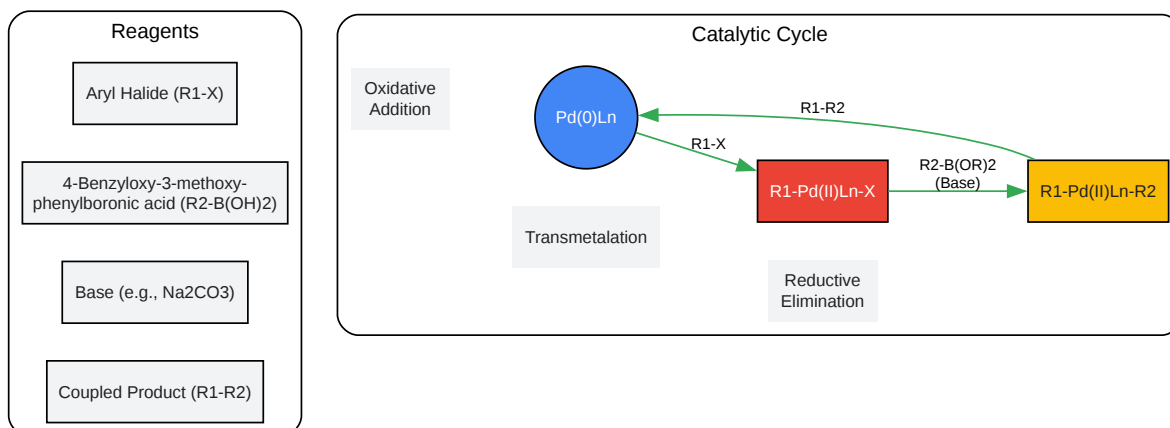 Reagents
Aryl Halide (R1-X)
4-Benzyloxy-3-methoxy-
phenylboronic acid (R2-B(OH)2)
Base (e.g., Na2CO3)
Coupled Product (R1-R2)
Catalytic Cycle
Oxidative
Addition
Pd(0)Ln
R1-R2
R1-X
R1-Pd(II)Ln-X
R2-B(OR)2
(Base)
R1-Pd(II)Ln-R2
Transmetalation
Reductive
Elimination